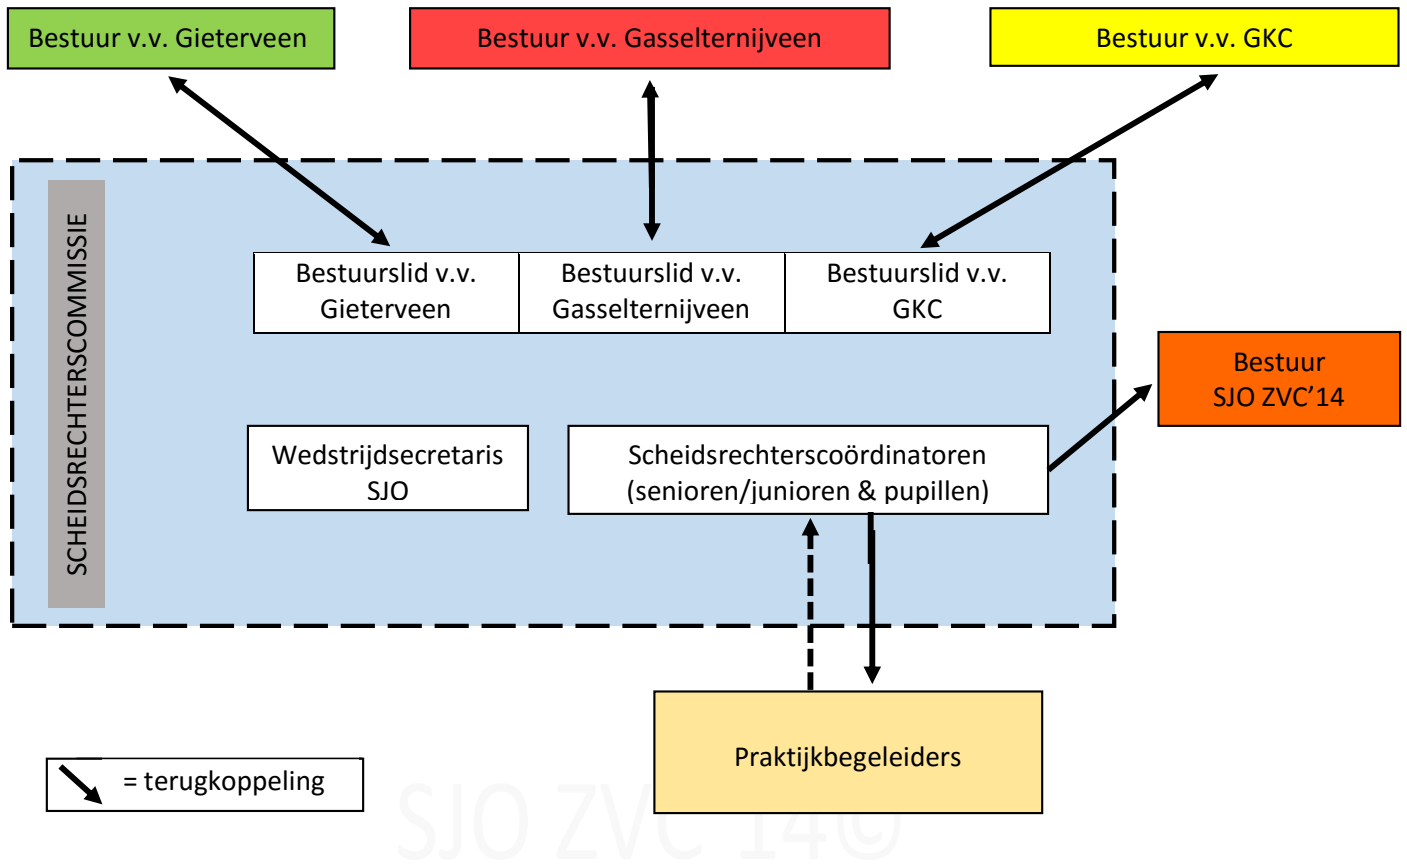 Bestuur v.v. Gieterveen
Bestuur v.v. Gasselternijveen
Bestuur v.v. GKC
SCHEIDSRECHTERSCOMMISSIE
Bestuurslid v.v.
Gieterveen
Bestuurslid v.v.
Gasselternijveen
Bestuurslid v.v.
GKC
Bestuur
SJO ZVC’14
Wedstrijdsecretaris
SJO
Scheidsrechterscoördinatoren
(senioren/junioren & pupillen)
Praktijkbegeleiders
= terugkoppeling
SJO ZVC'14©